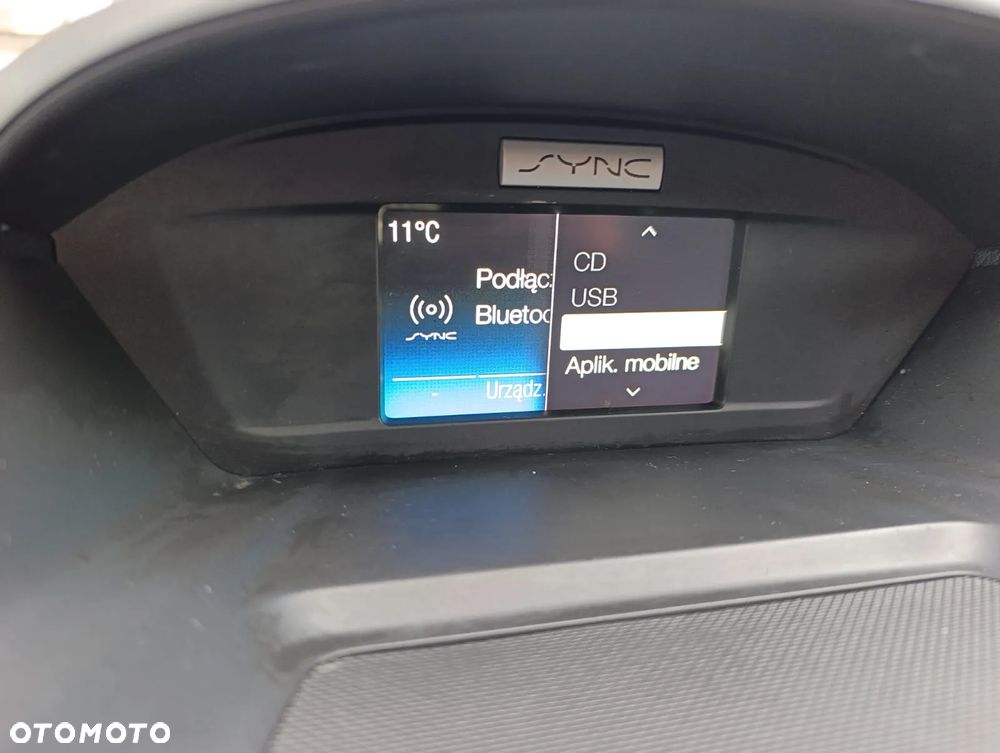 SYNC
11°C
Podłącz
Bluetoo
SYNC
Urządz.
CD
USB
Aplik. mobilne
OTOMOTO